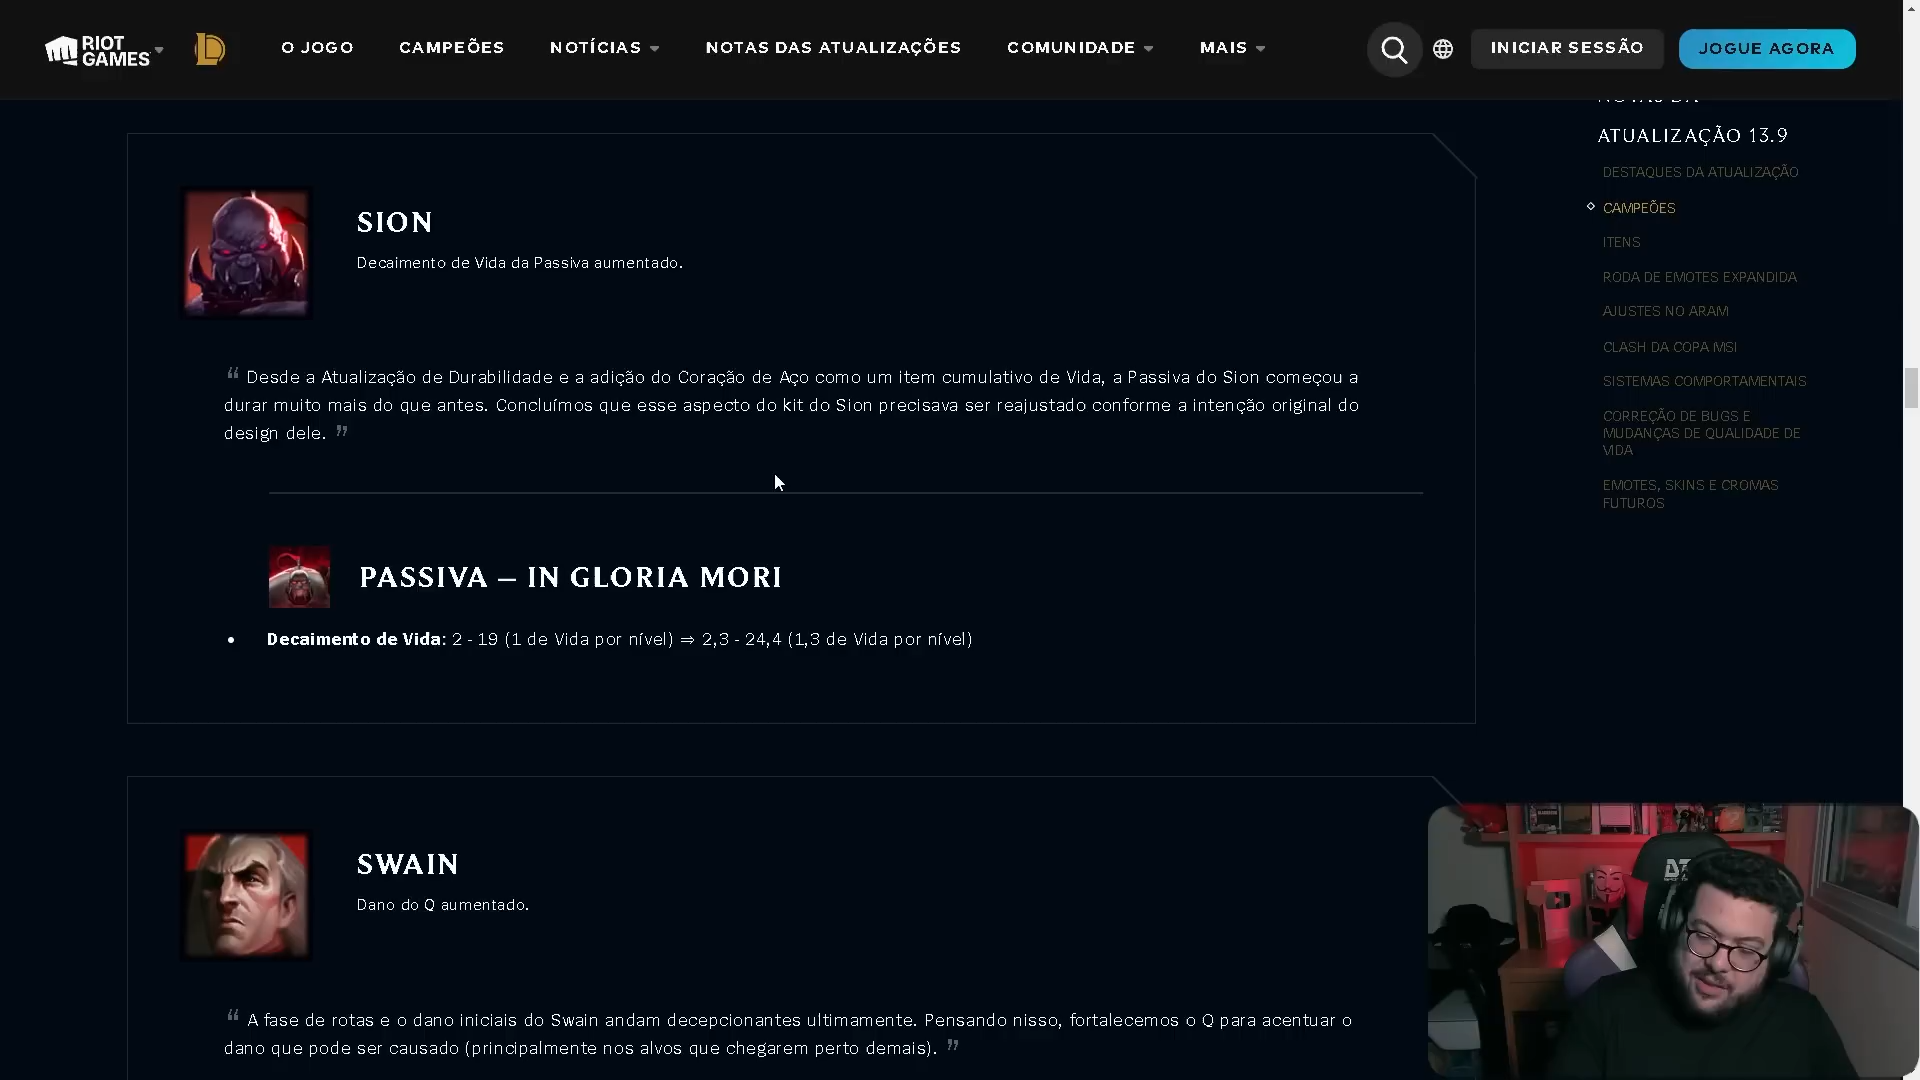 RIOT
GAMES
O JOGO
CAMPEÕES
NOTÍCIAS
NOTAS DAS ATUALIZAÇÕES
COMUNIDADE
MAIS
INICIAR SESSÃO
JOGUE AGORA
NOTAS DA
ATUALIZAÇÃO 13.9
DESTAQUES DA ATUALIZAÇÃO
CAMPEÕES
ITENS
RODA DE EMOTES EXPANDIDA
AJUSTES NO ARAM
CLASH DA COPA MSI
SISTEMAS COMPORTAMENTAIS
CORREÇÃO DE BUGS E
MUDANÇAS DE QUALIDADE DE
VIDA
EMOTES, SKINS E CROMAS
FUTUROS
SION
Decaimento de Vida da Passiva aumentado.
“ Desde a Atualização de Durabilidade e a adição do Coração de Aço como um item cumulativo de Vida, a Passiva do Sion começou a
durar muito mais do que antes. Concluímos que esse aspecto do kit do Sion precisava ser reajustado conforme a intenção original do
design dele. ”
PASSIVA – IN GLORIA MORI
• Decaimento de Vida: 2 - 19 (1 de Vida por nível) ⇒ 2,3 - 24,4 (1,3 de Vida por nível)
SWAIN
Dano do Q aumentado.
“ A fase de rotas e o dano iniciais do Swain andam decepcionantes ultimamente. Pensando nisso, fortalecemos o Q para acentuar o
dano que pode ser causado (principalmente nos alvos que chegarem perto demais). ”